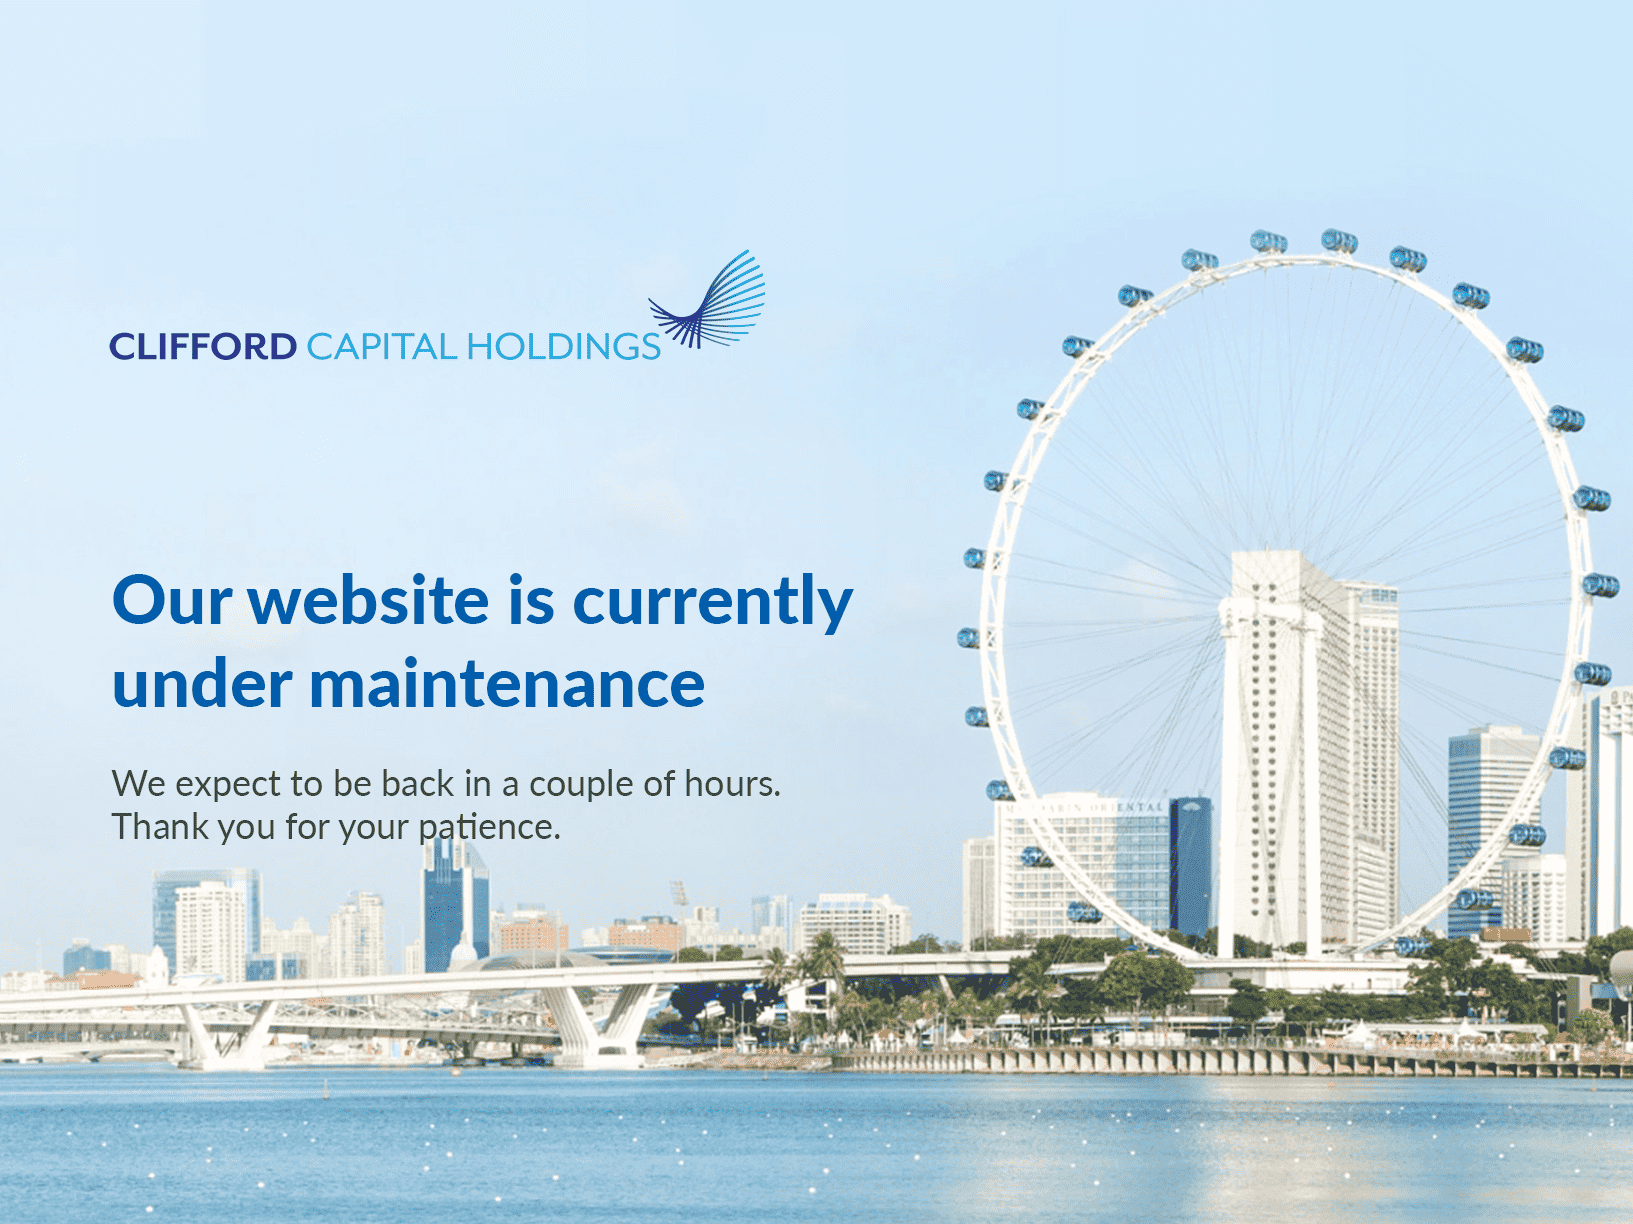 CLIFFORD CAPITAL HOLDINGS
Our website is currently
under maintenance
We expect to be back in a couple of hours.
Thank you for your patience.
ORIENTAL